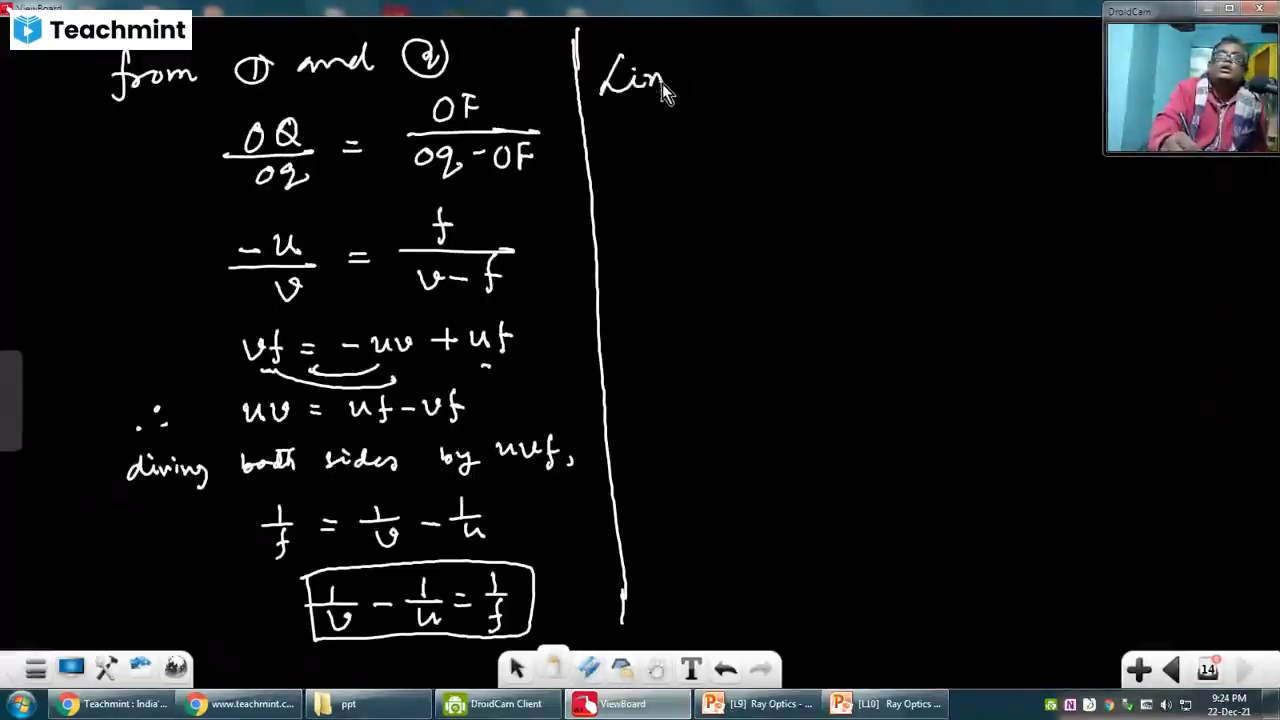 ViewBoard
Teachmint
DroidCam
from ① and ②
OQ/oq = OF/oq - OF
-u/v = f/v - f
vf = -uv + uf
∴ uv = uf - vf
diving both sides by uvf,
1/f = 1/v - 1/u
1/v - 1/u = 1/f
Lin
T
14
Teachmint : India'
www.teachmint.c
ppt
DroidCam Client
ViewBoard
[L9] Ray Optics - ...
[L10] Ray Optics ...
9:24 PM
22-Dec-21